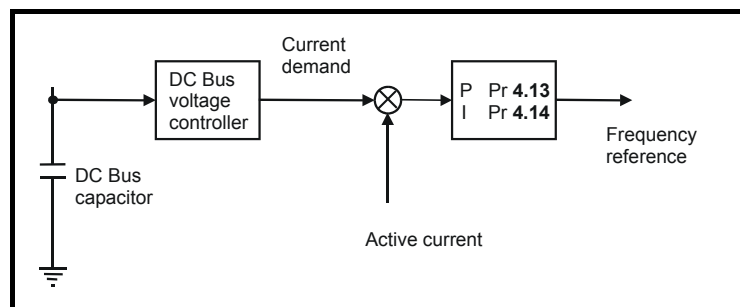 Current
demand
DC Bus
voltage
controller
P Pr 4.13
I Pr 4.14
Frequency
reference
DC Bus
capacitor
Active current